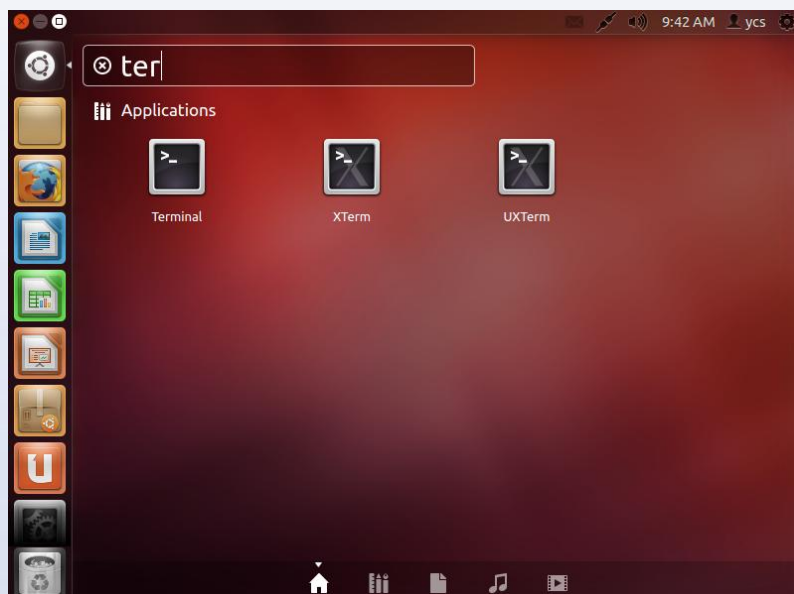 9:42 AM ycs
ter
Applications
>_ >_ >_
Terminal XTerm UXTerm